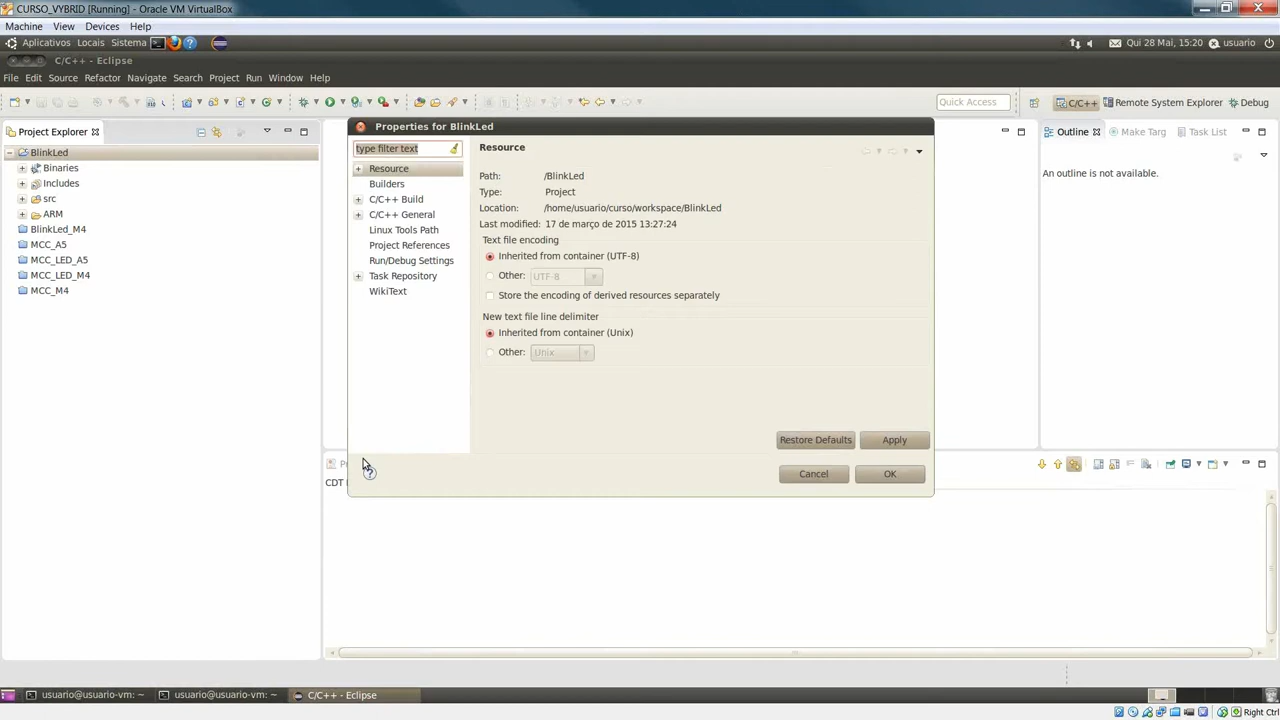 CURSO_VYBRID [Running] - Oracle VM VirtualBox
Machine View Devices Help
Aplicativos Locais Sistema Qui 28 Mai, 15:20 usuario
C/C++ - Eclipse
File Edit Source Refactor Navigate Search Project Run Window Help
Quick Access C/C++ Remote System Explorer Debug
Project Explorer
BlinkLed
Binaries
Includes
src
ARM
BlinkLed_M4
MCC_A5
MCC_LED_A5
MCC_LED_M4
MCC_M4
Properties for BlinkLed
type filter text
Resource
Builders
C/C++ Build
C/C++ General
Linux Tools Path
Project References
Run/Debug Settings
Task Repository
WikiText
Resource
Path: /BlinkLed
Type: Project
Location: /home/usuario/curso/workspace/BlinkLed
Last modified: 17 de março de 2015 13:27:24
Text file encoding
Inherited from container (UTF-8)
Other: UTF-8
Store the encoding of derived resources separately
New text file line delimiter
Inherited from container (Unix)
Other: Unix
Restore Defaults Apply
Cancel OK
Outline Make Targ Task List
An outline is not available.
CDT
usuario@usuario-vm: ~ usuario@usuario-vm: ~ C/C++ - Eclipse
Right Ctrl